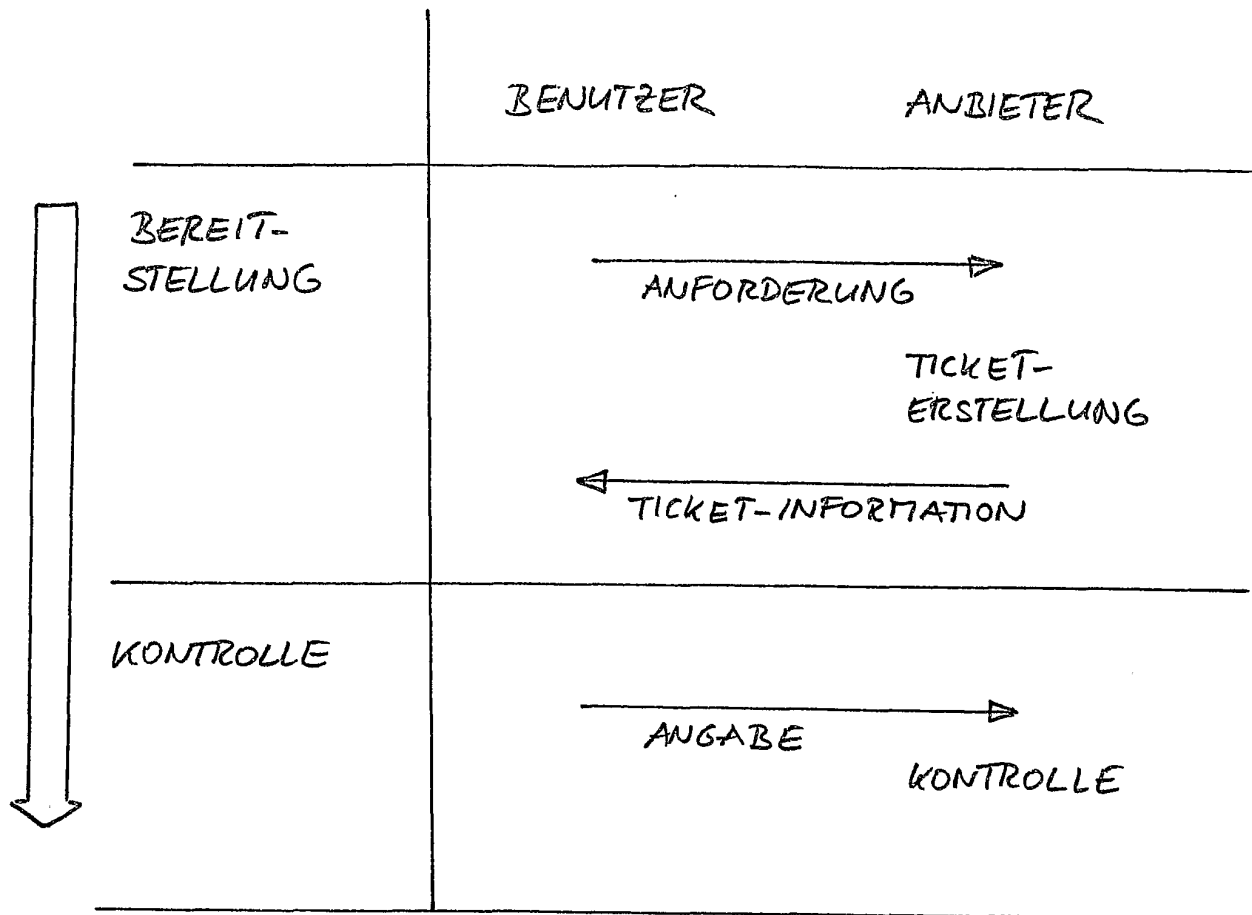 BENUTZER ANBIETER
BEREIT-
STELLUNG
ANFORDERUNG
TICKET-
ERSTELLUNG
TICKET-INFORMATION
KONTROLLE
ANGABE
KONTROLLE